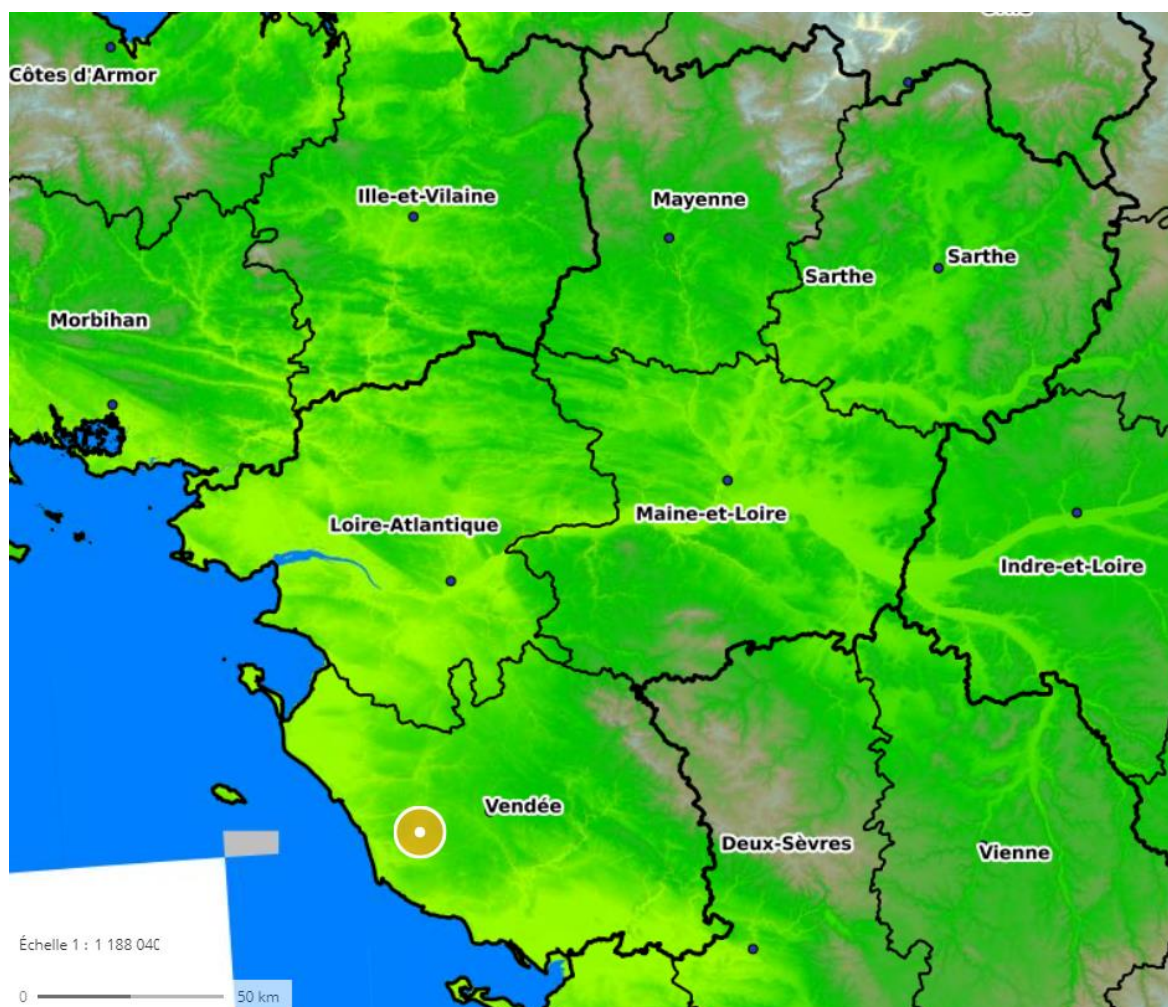 Côtes d'Armor
Ille-et-Vilaine
Mayenne
Sarthe
Sarthe
Morbihan
Loire-Atlantique
Maine-et-Loire
Indre-et-Loire
Vendée
Deux-Sèvres
Vienne
Échelle 1 : 1 188 040
0 50 km